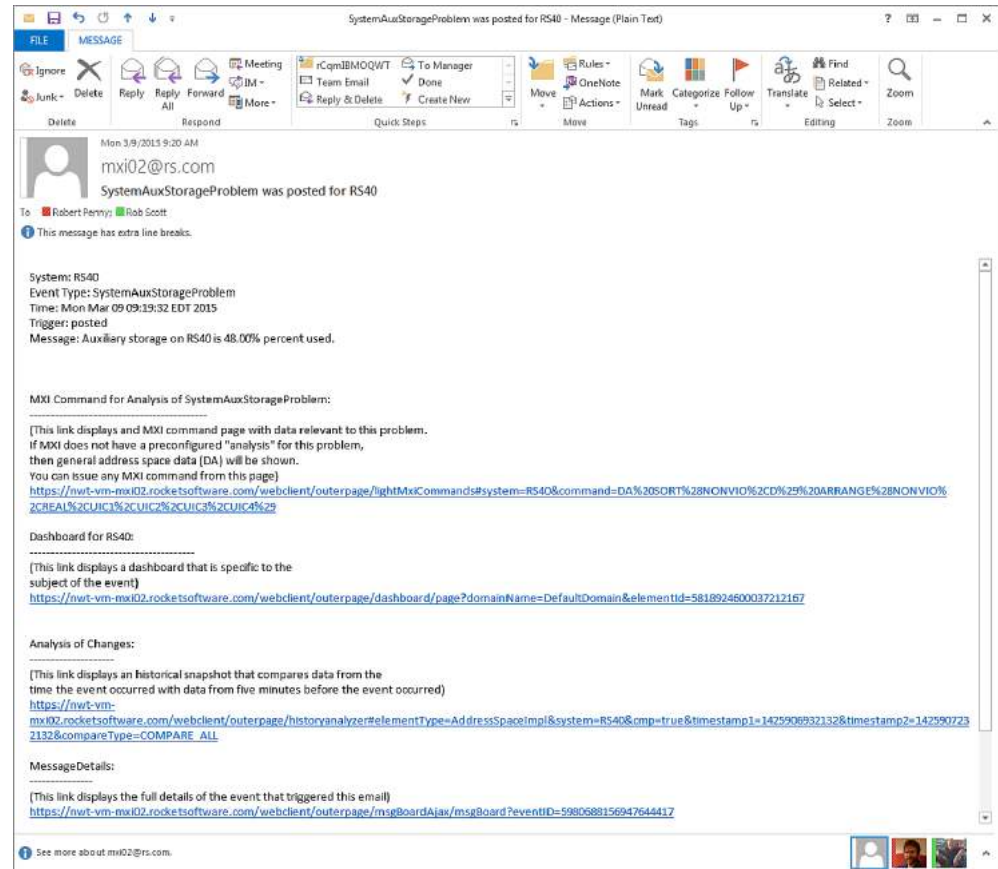 SystemAuxStorageProblem was posted for RS40 - Message (Plain Text)
FILE MESSAGE
Ignore
Junk
Delete
Reply
Reply All
Forward
Meeting
IM
More
rCqmIBMOQWT
Team Email
Reply & Delete
To Manager
Done
Create New
Move
Rules
OneNote
Actions
Mark Unread
Categorize
Follow Up
Translate
Find
Related
Select
Zoom
Delete Respond Quick Steps Move Tags Editing Zoom
Mon 3/9/2015 9:20 AM
mxi02@rs.com
SystemAuxStorageProblem was posted for RS40
To Robert Penny; Rob Scott
This message has extra line breaks.
System: RS40
Event Type: SystemAuxStorageProblem
Time: Mon Mar 09 09:19:32 EDT 2015
Trigger: posted
Message: Auxiliary storage on RS40 is 48.00% percent used.
MXI Command for Analysis of SystemAuxStorageProblem:
-------------------------------------------
(This link displays and MXI command page with data relevant to this problem.
If MXI does not have a preconfigured "analysis" for this problem,
then general address space data (DA) will be shown.
You can issue any MXI command from this page)
https://nwt-vm-mxi02.rocketsoftware.com/webclient/outerpage/lightMxiCommands#system=RS40&command=DA%20SORT%28NONVIO%2CD%29%20ARRANGE%28NONVIO%
2CREAL%2CUIC1%2CUIC2%2CUIC3%2CUIC4%29
Dashboard for RS40:
----------------------------------------
(This link displays a dashboard that is specific to the
subject of the event)
https://nwt-vm-mxi02.rocketsoftware.com/webclient/outerpage/dashboard/page?domainName=DefaultDomain&elementId=5818924600037212167
Analysis of Changes:
---------------------
(This link displays an historical snapshot that compares data from the
time the event occurred with data from five minutes before the event occurred)
https://nwt-vm-
mxi02.rocketsoftware.com/webclient/outerpage/historyanalyzer#elementType=AddressSpaceImpl&system=RS40&cmp=true&timestamp1=1425906932132&timestamp2=142590723
2132&compareType=COMPARE_ALL
MessageDetails:
---------------
(This link displays the full details of the event that triggered this email)
https://nwt-vm-mxi02.rocketsoftware.com/webclient/outerpage/msgBoardAjax/msgBoard?eventID=5980688156947644417
See more about mxi02@rs.com.